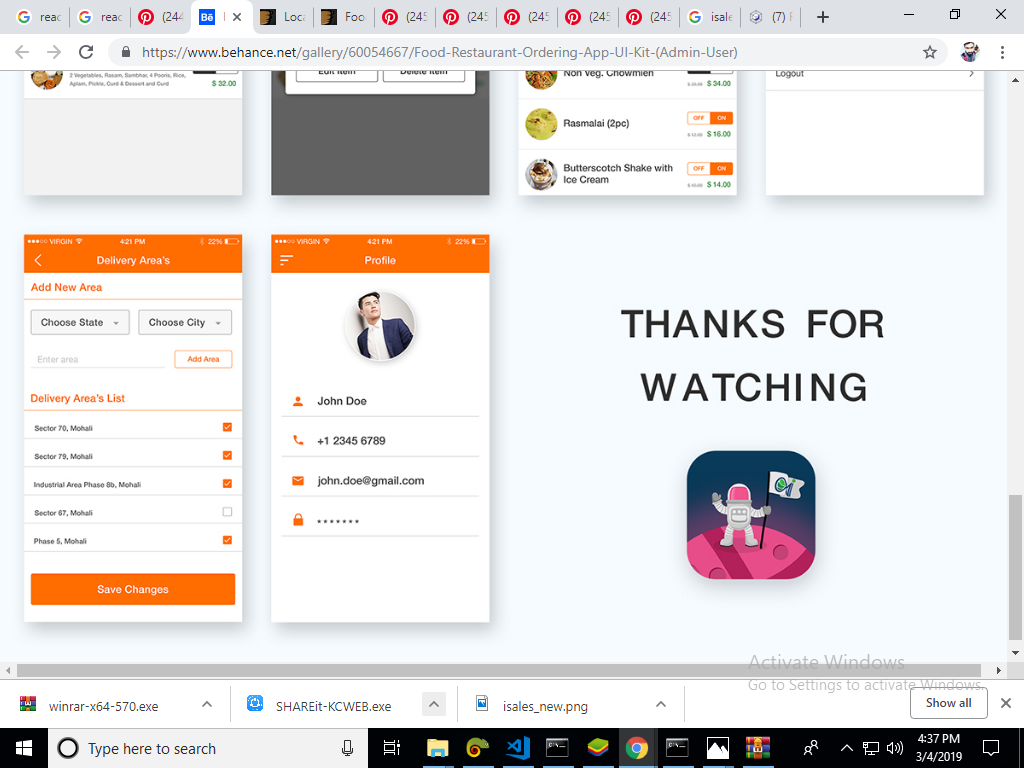 reac
reac
(244
Bē
Loca
Foo
(245
(245
(245
(245
(245
isale
(7)
https://www.behance.net/gallery/60054667/Food-Restaurant-Ordering-App-UI-Kit-(Admin-User)
2 Vegetables, Rasam, Sambhar, 4 Pooris, Rice,
Aplam, Pickle, Curd & Dessert and Curd
$ 32.00
Edit Item
Delete Item
Non Veg. Chowmien
$ 34.00
Rasmalai (2pc)
OFF ON
$ 16.00
Butterscotch Shake with
Ice Cream
OFF ON
$ 14.00
Logout
VIRGIN 4:21 PM 22%
Delivery Area's
Add New Area
Choose State
Choose City
Enter area
Add Area
Delivery Area's List
Sector 70, Mohali
Sector 79, Mohali
Industrial Area Phase 8b, Mohali
Sector 67, Mohali
Phase 5, Mohali
Save Changes
VIRGIN 4:21 PM 22%
Profile
John Doe
+1 2345 6789
john.doe@gmail.com
*******
THANKS FOR
WATCHING
Activate Windows
Go to Settings to activate Windows.
winrar-x64-570.exe
SHAREit-KCWEB.exe
isales_new.png
Show all
Type here to search
4:37 PM
3/4/2019